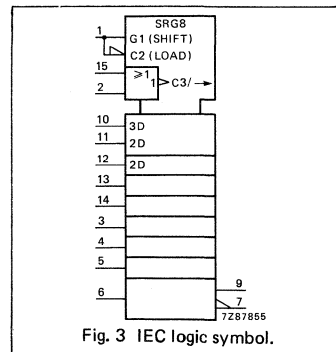 SRG8
1 G1 (SHIFT)
C2 (LOAD)
15 ≥1
1 C3/ →
2
10 3D
11 2D
12 2D
13
14
3
4
5
6 9
7
7Z87855
Fig. 3 IEC logic symbol.